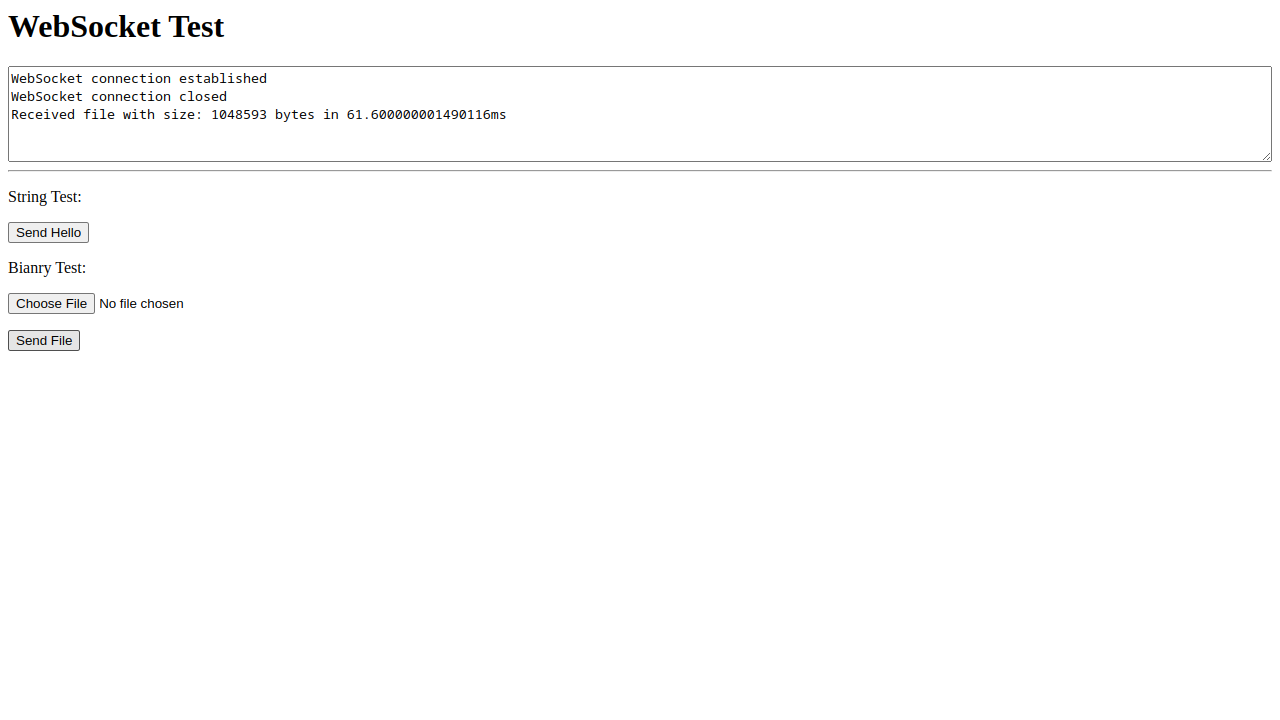 WebSocket Test
WebSocket connection established
WebSocket connection closed
Received file with size: 1048593 bytes in 61.600000001490116ms
String Test:
Send Hello
Bianry Test:
Choose File No file chosen
Send File